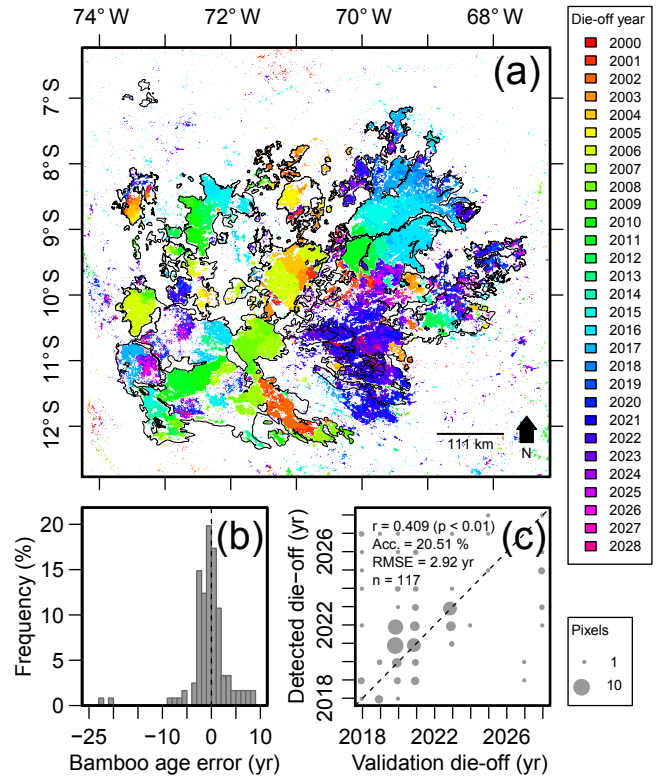 74° W
72° W
70° W
68° W
Die-off year
2000
2001
2002
2003
2004
2005
2006
2007
2008
2009
2010
2011
2012
2013
2014
2015
2016
2017
2018
2019
2020
2021
2022
2023
2024
2025
2026
2027
2028
(a)
7° S
8° S
9° S
10° S
11° S
12° S
111 km
N
Frequency (%)
20
15
10
5
0
(b)
−25
−10
0
10
Bamboo age error (yr)
Detected die−off (yr)
2026
2022
2018
r = 0.409 (p < 0.01)
(c)
Acc. = 20.51 %
RMSE = 2.92 yr
n = 117
2018
2022
2026
Validation die-off (yr)
Pixels
1
10